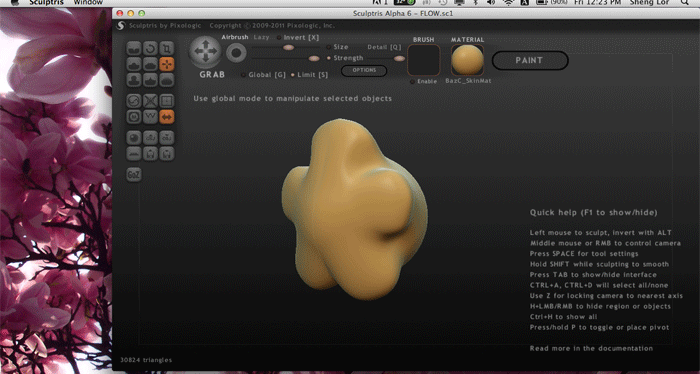 Sculptris Window (90%) Fri 12:23 PM Sheng Lor
Sculptris Alpha 6 – FLOW.sc1
Sculptris by Pixologic Copyright © 2009-2011 Pixologic, Inc.
Airbrush Lazy Invert [X] BRUSH MATERIAL
Size Detail [Q]
Strength
PAINT
GRAB Global [G] Limit [S] OPTIONS
Enable BazC_SkinMat
Use global mode to manipulate selected objects
GoZ
Quick help (F1 to show/hide)
Left mouse to sculpt, invert with ALT
Middle mouse or RMB to control camera
Press SPACE for tool settings
Hold SHIFT while sculpting to smooth
Press TAB to show/hide interface
CTRL+A, CTRL+D will select all/none
Use Z for locking camera to nearest axis
H+LMB/RMB to hide region or objects
Ctrl+H to show all
Press/hold P to toggle or place pivot
Read more in the documentation
30824 triangles